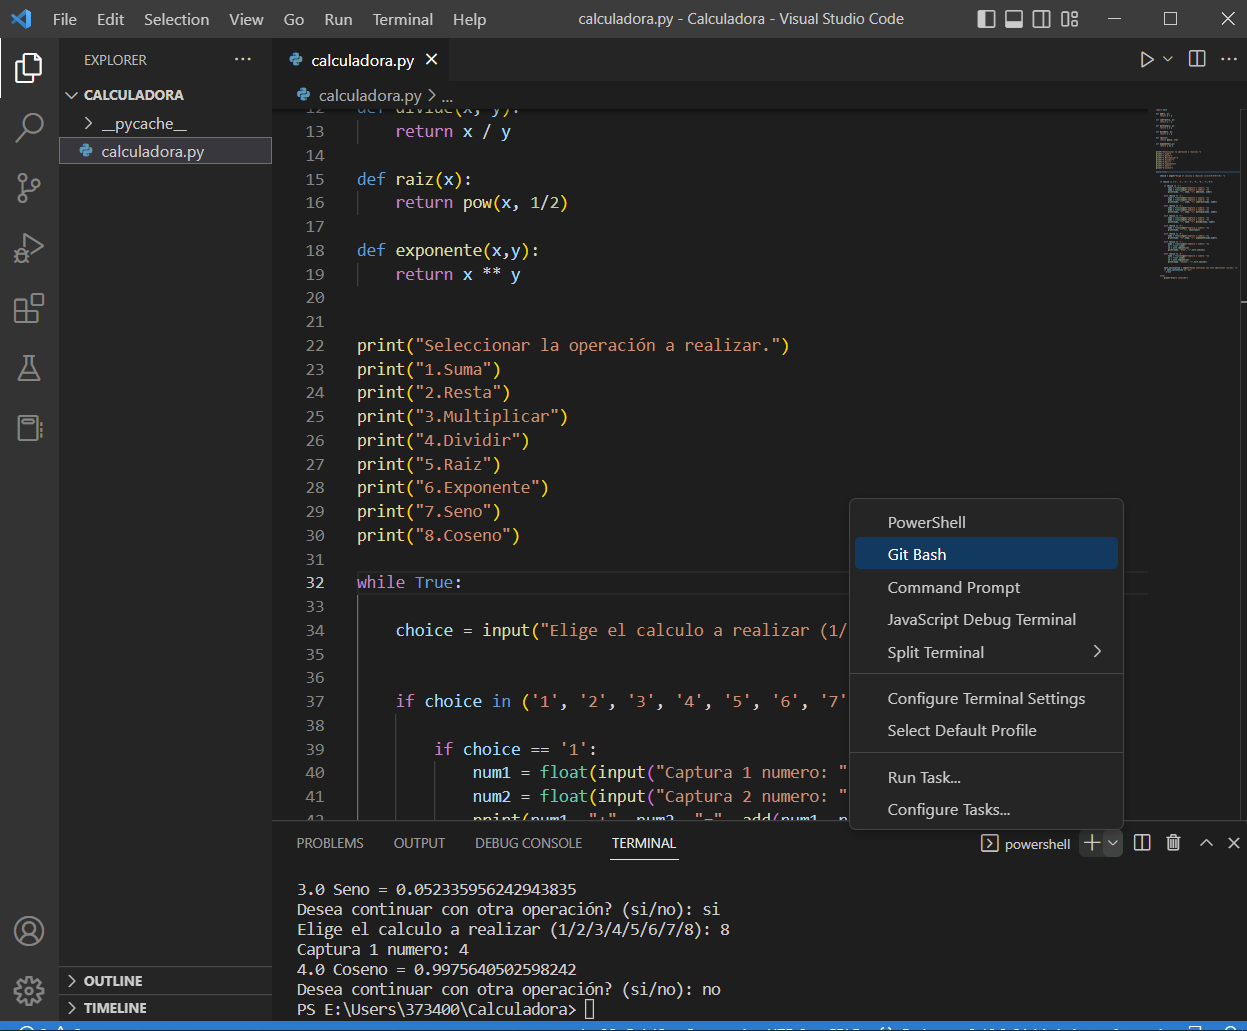 File Edit Selection View Go Run Terminal Help calculadora.py - Calculadora - Visual Studio Code
EXPLORER
CALCULADORA
__pycache__
calculadora.py
OUTLINE
TIMELINE
calculadora.py
calculadora.py > ...
12 def divide(x, y):
13 return x / y
14
15 def raiz(x):
16 return pow(x, 1/2)
17
18 def exponente(x,y):
19 return x ** y
20
21
22 print("Seleccionar la operación a realizar.")
23 print("1.Suma")
24 print("2.Resta")
25 print("3.Multiplicar")
26 print("4.Dividir")
27 print("5.Raiz")
28 print("6.Exponente")
29 print("7.Seno")
30 print("8.Coseno")
31
32 while True:
33
34 choice = input("Elige el calculo a realizar (1/
35
36
37 if choice in ('1', '2', '3', '4', '5', '6', '7'
38
39 if choice == '1':
40 num1 = float(input("Captura 1 numero: "
41 num2 = float(input("Captura 2 numero: "
42 print(num1, "+", num2, "=", add(num1, n
PowerShell
Git Bash
Command Prompt
JavaScript Debug Terminal
Split Terminal
Configure Terminal Settings
Select Default Profile
Run Task...
Configure Tasks...
PROBLEMS OUTPUT DEBUG CONSOLE TERMINAL powershell
3.0 Seno = 0.052335956242943835
Desea continuar con otra operación? (si/no): si
Elige el calculo a realizar (1/2/3/4/5/6/7/8): 8
Captura 1 numero: 4
4.0 Coseno = 0.9975640502598242
Desea continuar con otra operación? (si/no): no
PS E:\Users\373400\Calculadora>